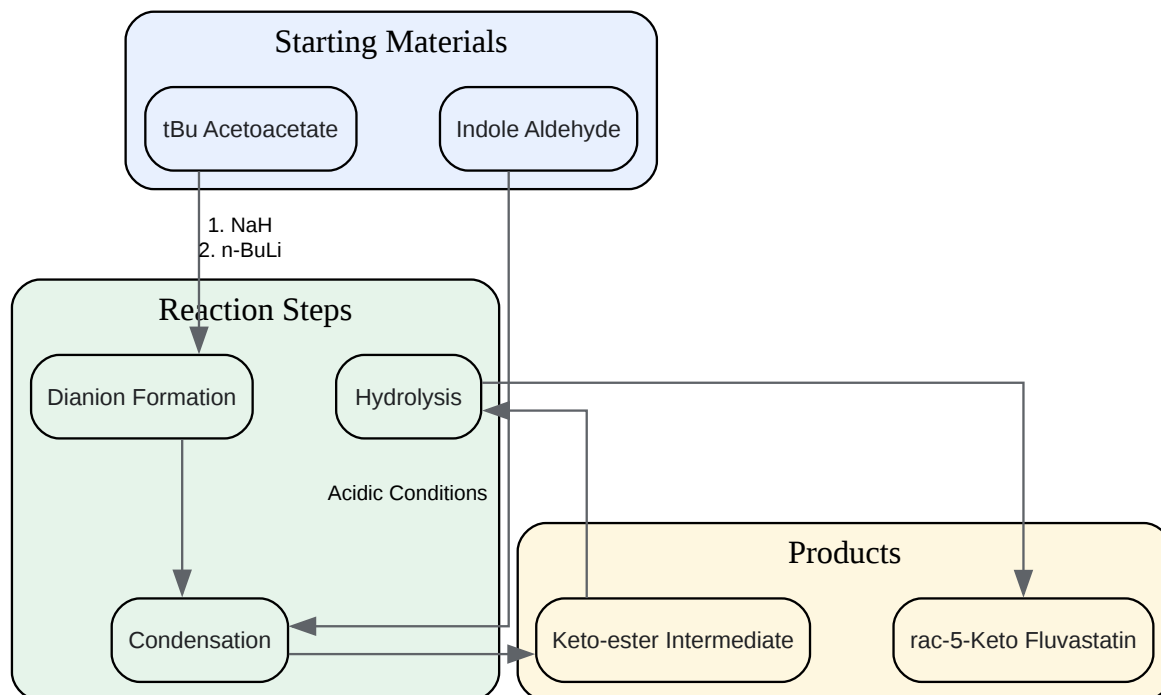 Starting Materials
tBu Acetoacetate
Indole Aldehyde
1. NaH
2. n-BuLi
Reaction Steps
Dianion Formation
Hydrolysis
Acidic Conditions
Products
Condensation
Keto-ester Intermediate
rac-5-Keto Fluvastatin